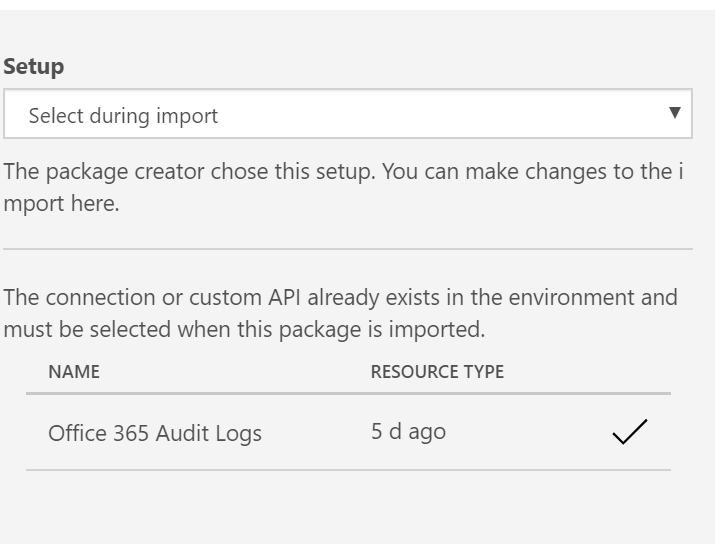 Setup
Select during import
The package creator chose this setup. You can make changes to the i
mport here.
The connection or custom API already exists in the environment and
must be selected when this package is imported.
NAME RESOURCE TYPE
Office 365 Audit Logs 5 d ago